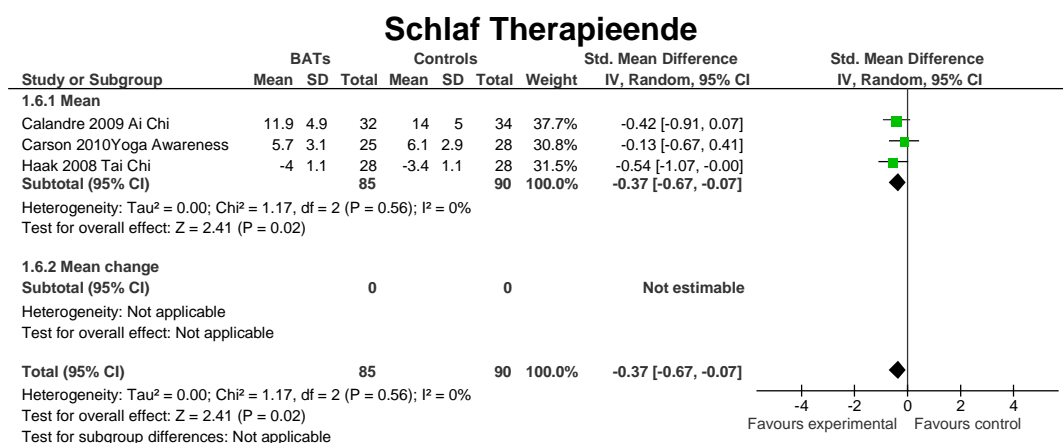 Schlaf Therapieende
BATs Controls Std. Mean Difference Std. Mean Difference
Study or Subgroup Mean SD Total Mean SD Total Weight IV, Random, 95% CI IV, Random, 95% CI
1.6.1 Mean
Calandre 2009 Ai Chi 11.9 4.9 32 14 5 34 37.7% -0.42 [-0.91, 0.07]
Carson 2010Yoga Awareness 5.7 3.1 25 6.1 2.9 28 30.8% -0.13 [-0.67, 0.41]
Haak 2008 Tai Chi -4 1.1 28 -3.4 1.1 28 31.5% -0.54 [-1.07, -0.00]
Subtotal (95% CI) 85 90 100.0% -0.37 [-0.67, -0.07]
Heterogeneity: Tau² = 0.00; Chi² = 1.17, df = 2 (P = 0.56); I² = 0%
Test for overall effect: Z = 2.41 (P = 0.02)
1.6.2 Mean change
Subtotal (95% CI) 0 0 Not estimable
Heterogeneity: Not applicable
Test for overall effect: Not applicable
Total (95% CI) 85 90 100.0% -0.37 [-0.67, -0.07]
Heterogeneity: Tau² = 0.00; Chi² = 1.17, df = 2 (P = 0.56); I² = 0%
Test for overall effect: Z = 2.41 (P = 0.02)
Test for subgroup differences: Not applicable
-4 -2 0 2 4
Favours experimental Favours control